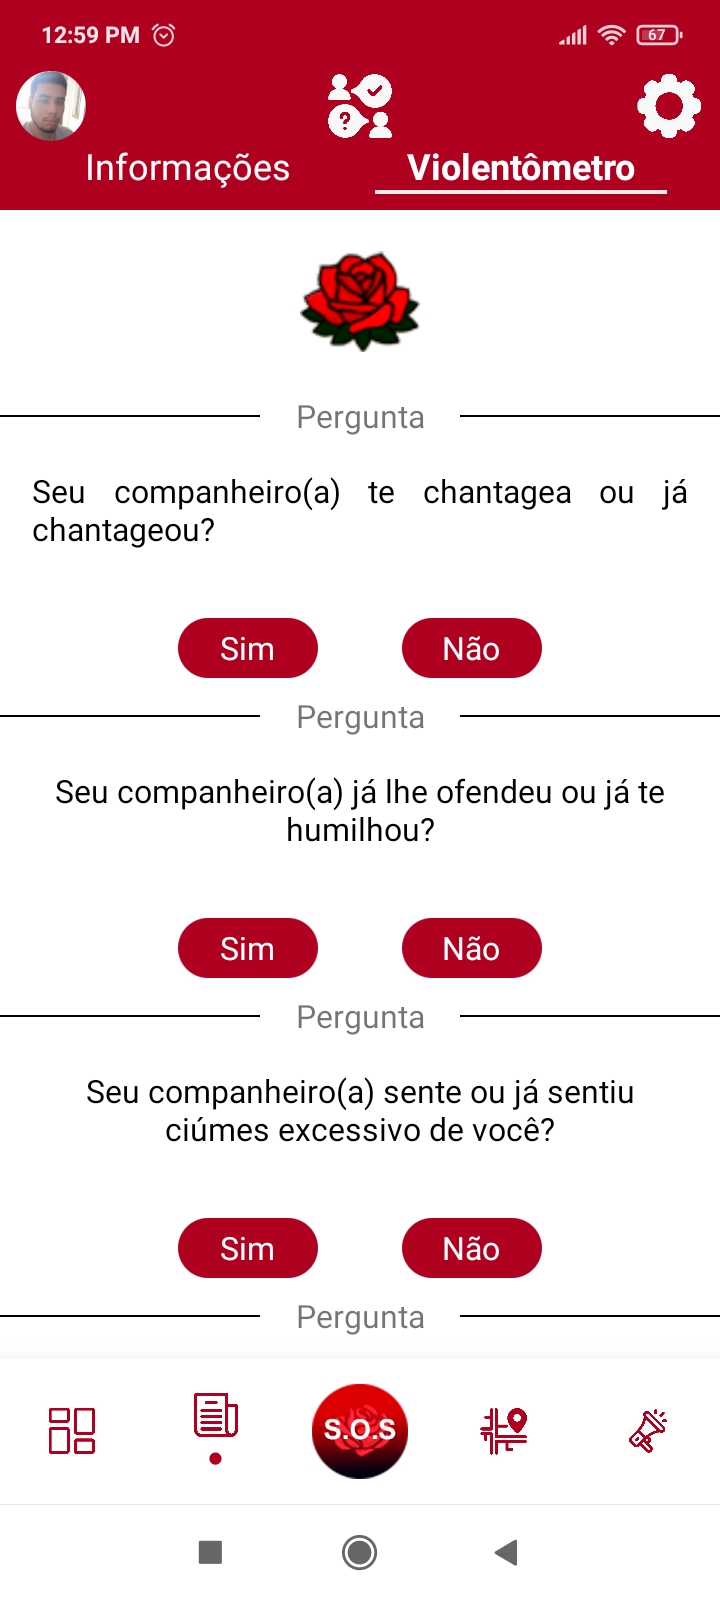 12:59 PM
67
?
Informações
Violentômetro
Pergunta
Seu companheiro(a) te chantagea ou já
chantageou?
Sim
Não
Pergunta
Seu companheiro(a) já lhe ofendeu ou já te
humilhou?
Sim
Não
Pergunta
Seu companheiro(a) sente ou já sentiu
ciúmes excessivo de você?
Sim
Não
Pergunta
S.O.S